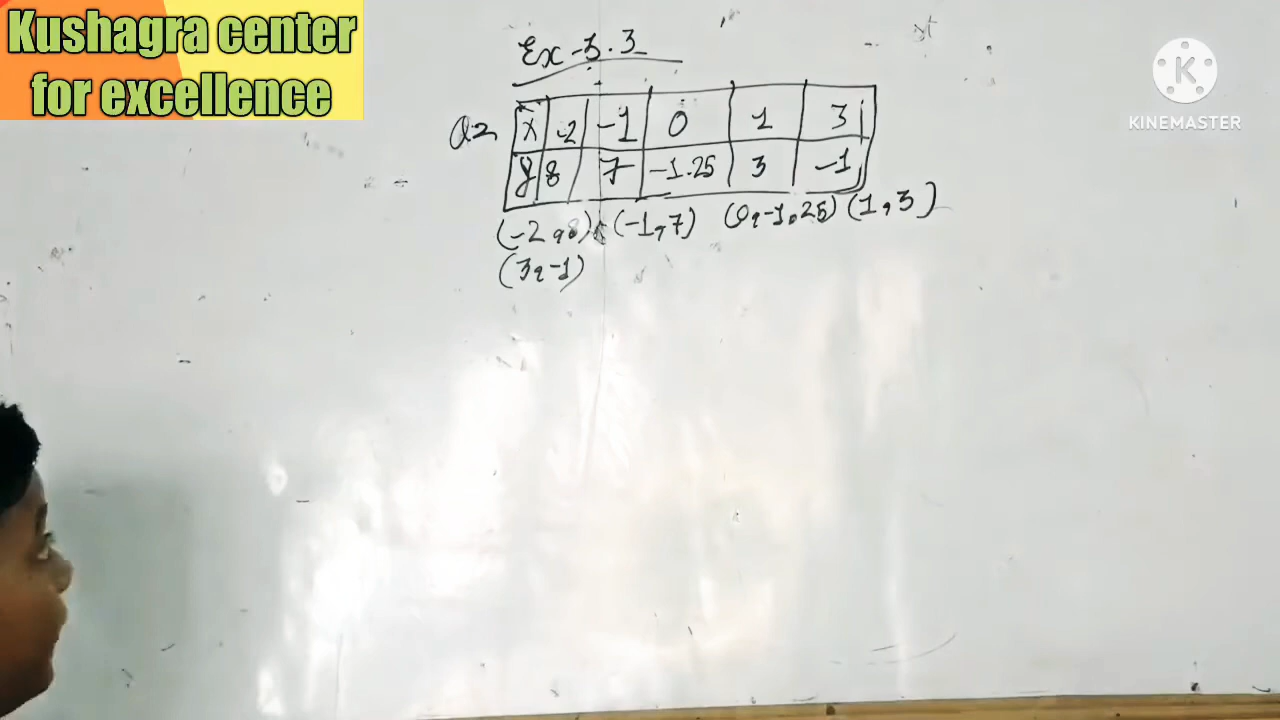 Kushagra center
for excellence
KINEMASTER
Ex-3.3
Q.2
x -2 -1 0 1 3
y 8 7 -1.25 3 -1
(-2,8) (-1,7) (0,-1.25) (1,3)
(3,-1)